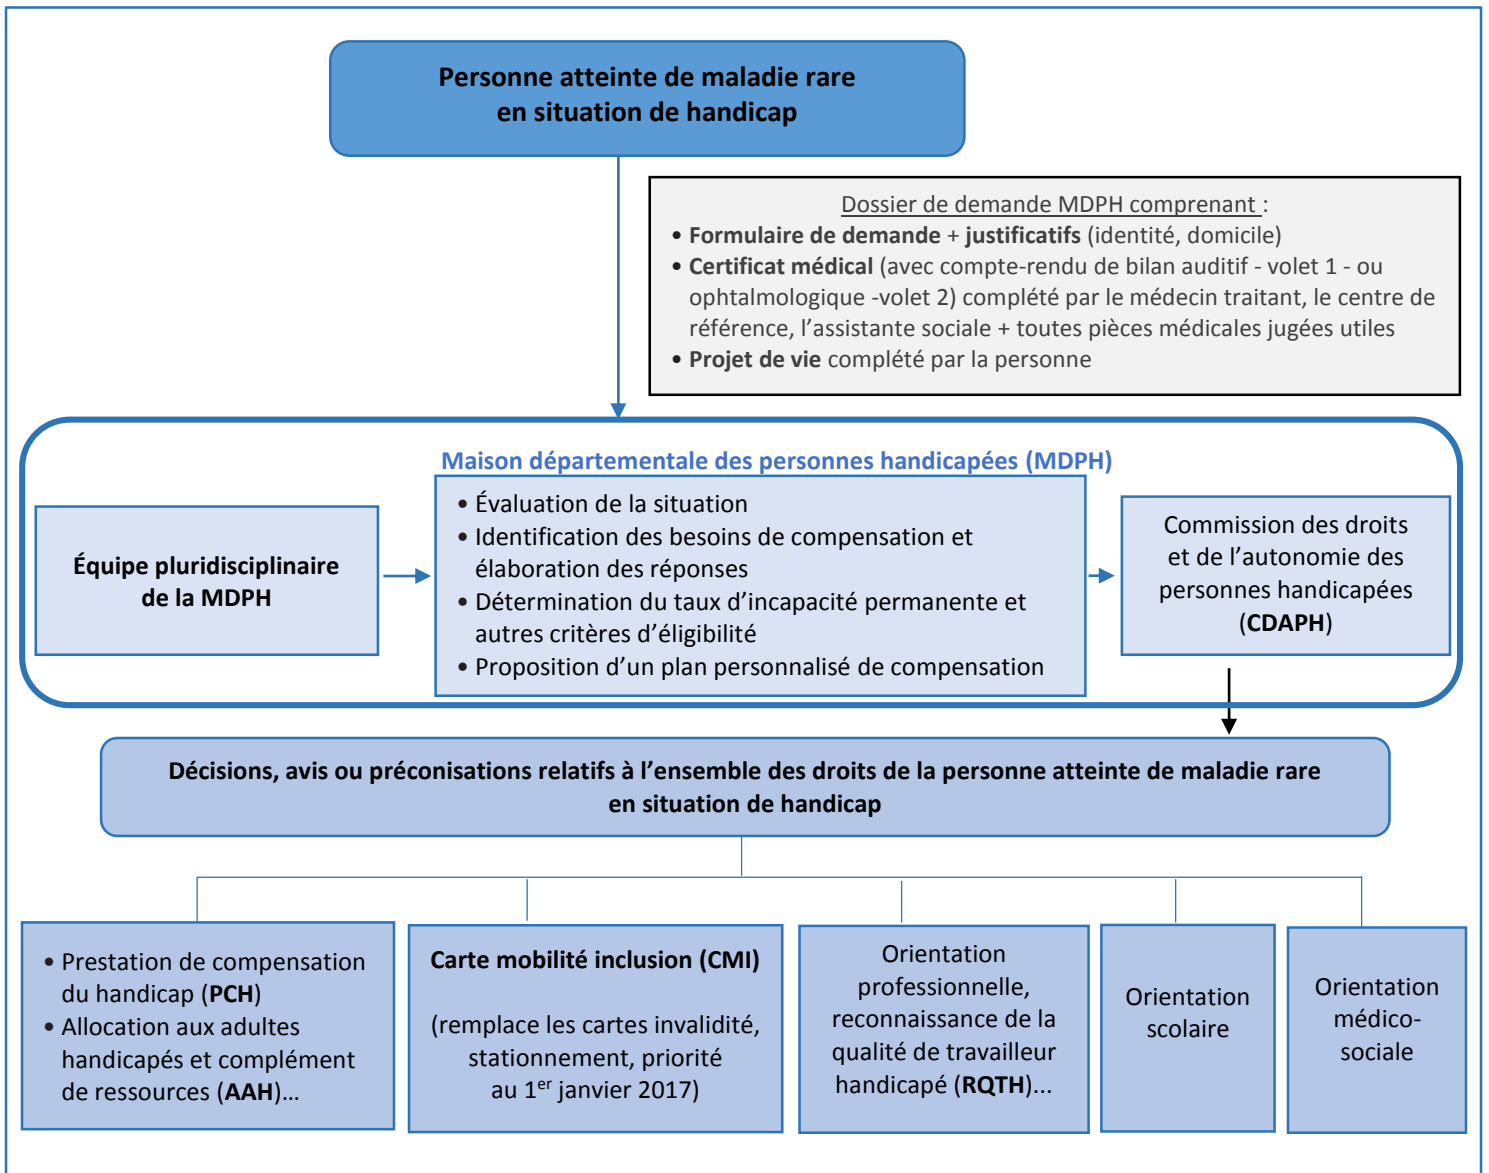 Personne atteinte de maladie rare
en situation de handicap
Dossier de demande MDPH comprenant :
• Formulaire de demande + justificatifs (identité, domicile)
• Certificat médical (avec compte-rendu de bilan auditif - volet 1 - ou
ophtalmologique -volet 2) complété par le médecin traitant, le centre de
référence, l’assistante sociale + toutes pièces médicales jugées utiles
• Projet de vie complété par la personne
Maison départementale des personnes handicapées (MDPH)
Équipe pluridisciplinaire
de la MDPH
• Évaluation de la situation
• Identification des besoins de compensation et
élaboration des réponses
• Détermination du taux d’incapacité permanente et
autres critères d’éligibilité
• Proposition d’un plan personnalisé de compensation
Commission des droits
et de l’autonomie des
personnes handicapées
(CDAPH)
Décisions, avis ou préconisations relatifs à l’ensemble des droits de la personne atteinte de maladie rare
en situation de handicap
• Prestation de compensation
du handicap (PCH)
• Allocation aux adultes
handicapés et complément
de ressources (AAH)…
Carte mobilité inclusion (CMI)
(remplace les cartes invalidité,
stationnement, priorité
au 1er janvier 2017)
Orientation
professionnelle,
reconnaissance de la
qualité de travailleur
handicapé (RQTH)...
Orientation
scolaire
Orientation
médico-
sociale